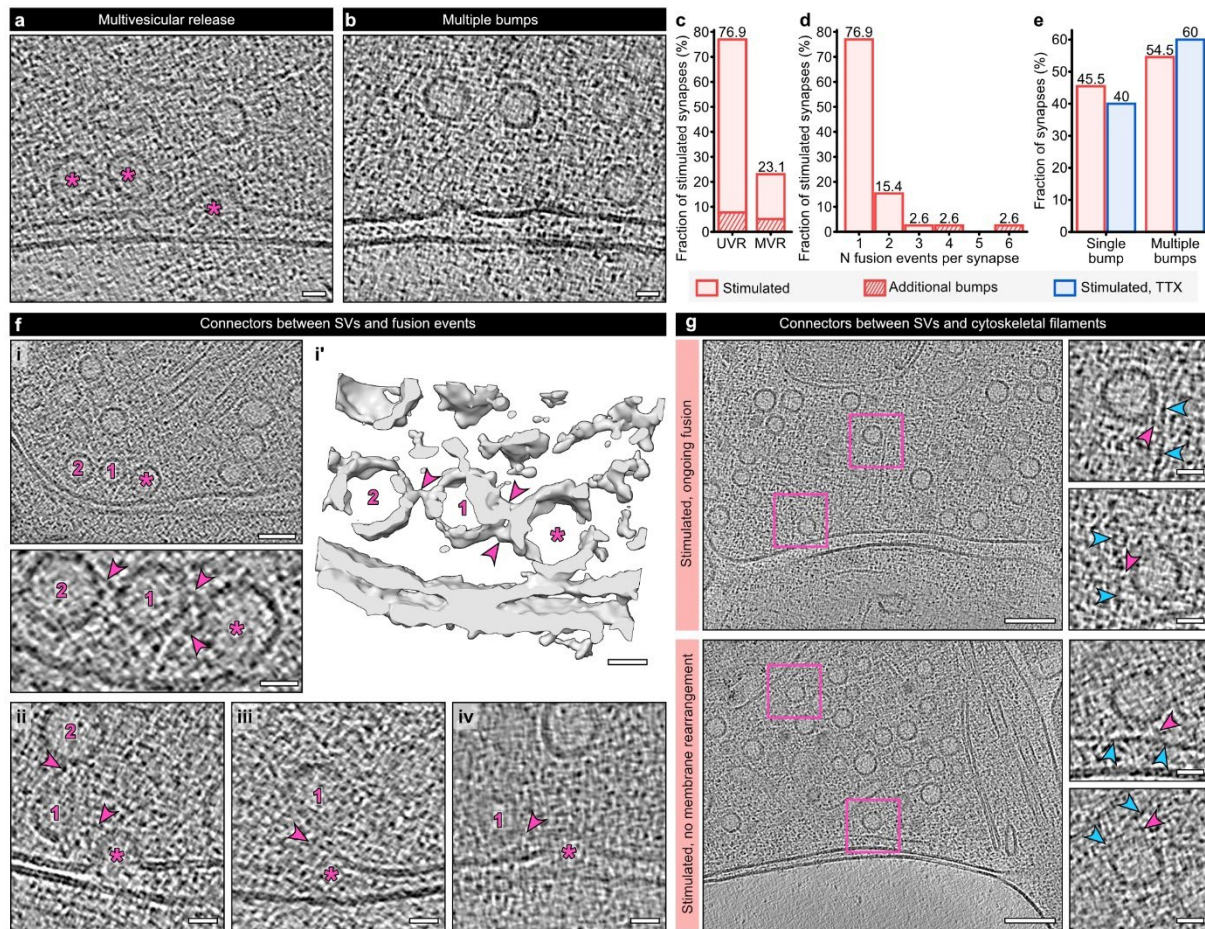 a
Multivesicular release
b
Multiple bumps
c
Fraction of stimulated synapses (%)
80
70
60
50
40
30
20
10
0
76.9
23.1
UVR MVR
d
Fraction of stimulated synapses (%)
80
70
60
50
40
30
20
10
0
76.9
15.4
2.6
2.6
2.6
1 2 3 4 5 6
N fusion events per synapse
e
Fraction of synapses (%)
60
50
40
30
20
10
0
45.5
40
54.5
60
Single bump
Multiple bumps
Stimulated
Additional bumps
Stimulated, TTX
* * *
f
Connectors between SVs and fusion events
i
2 1 *
2 1 *
i'
2 1 *
ii
2
1
*
iii
1
*
iv
1
*
g
Connectors between SVs and cytoskeletal filaments
Stimulated, ongoing fusion
Stimulated, no membrane rearrangement